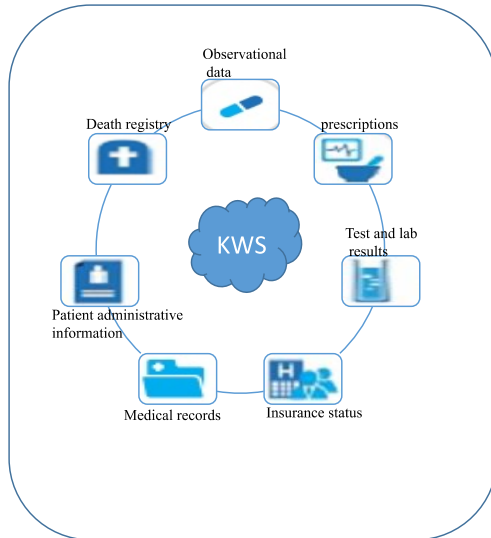 Observational
data
Death registry
prescriptions
KWS
Test and lab
results
Patient administrative
information
H
Medical records
Insurance status